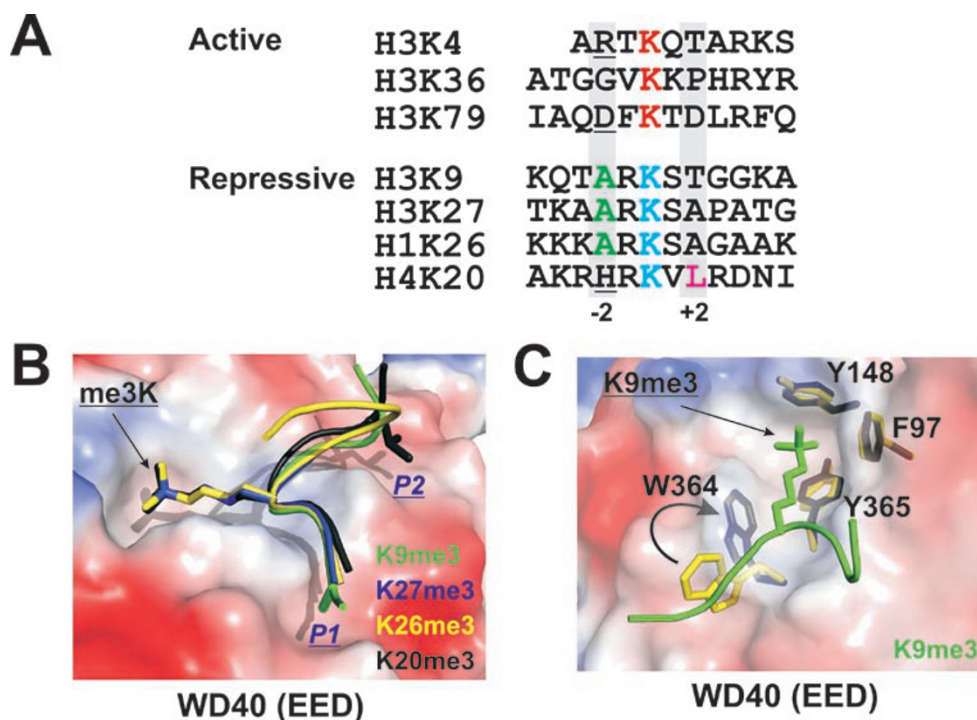 A
Active H3K4 ARTKQTARKS
H3K36 ATGGVKKPHRYR
H3K79 IAQDFKTDLRFQ
Repressive H3K9 KQTARKSTGGKA
H3K27 TKAARKSAPATG
H1K26 KKKARKSAGAAK
H4K20 AKRHRKVLRDNI
-2 +2
B
me3K
P2
P1
K9me3
K27me3
K26me3
K20me3
WD40 (EED)
C
K9me3
Y148
F97
W364
Y365
K9me3
WD40 (EED)